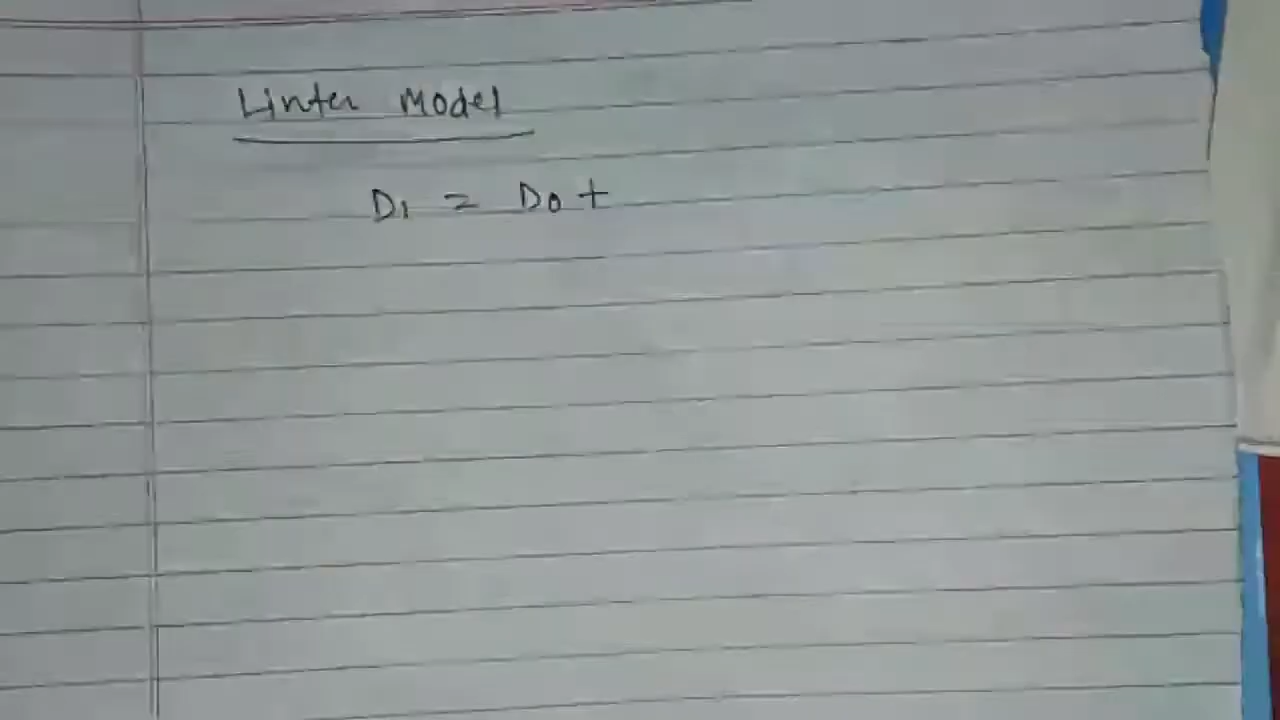 Linter Model
D1 = D0 +